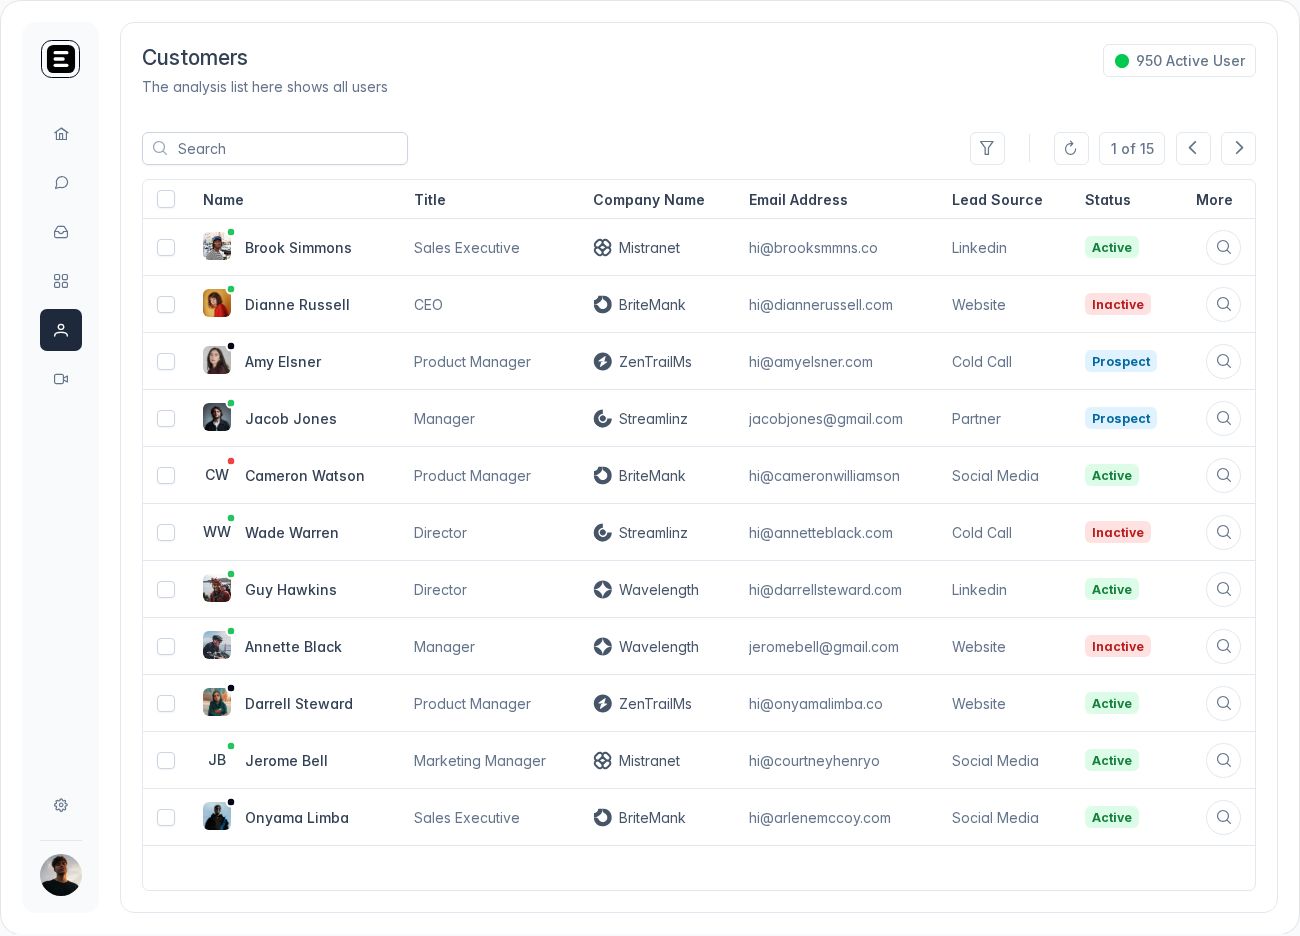 Customers
The analysis list here shows all users
950 Active User
Search
1 of 15
Name Title Company Name Email Address Lead Source Status More
Brook Simmons Sales Executive Mistranet hi@brooksmmns.co Linkedin Active
Dianne Russell CEO BriteMank hi@diannerussell.com Website Inactive
Amy Elsner Product Manager ZenTrailMs hi@amyelsner.com Cold Call Prospect
Jacob Jones Manager Streamlinz jacobjones@gmail.com Partner Prospect
CW Cameron Watson Product Manager BriteMank hi@cameronwilliamson Social Media Active
WW Wade Warren Director Streamlinz hi@annetteblack.com Cold Call Inactive
Guy Hawkins Director Wavelength hi@darrellsteward.com Linkedin Active
Annette Black Manager Wavelength jeromebell@gmail.com Website Inactive
Darrell Steward Product Manager ZenTrailMs hi@onyamalimba.co Website Active
JB Jerome Bell Marketing Manager Mistranet hi@courtneyhenryo Social Media Active
Onyama Limba Sales Executive BriteMank hi@arlenemccoy.com Social Media Active